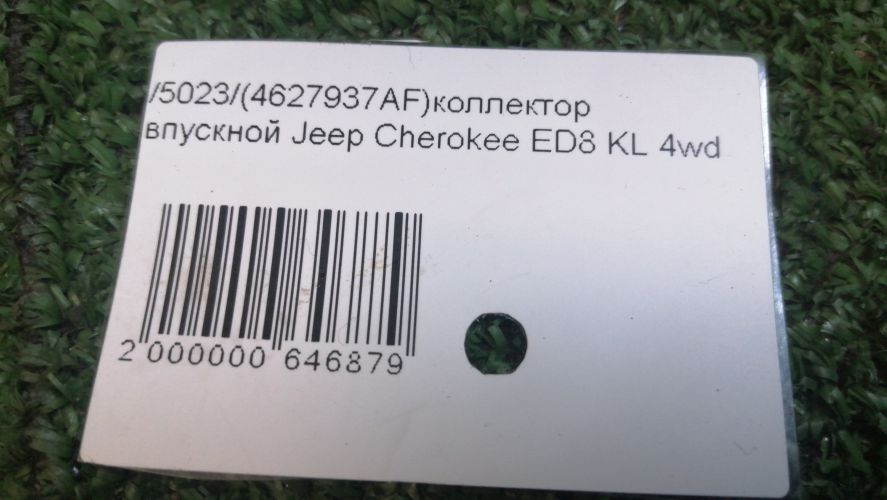 /5023/(4627937AF)коллектор
впускной Jeep Cherokee ED8 KL 4wd
2 000000 646879